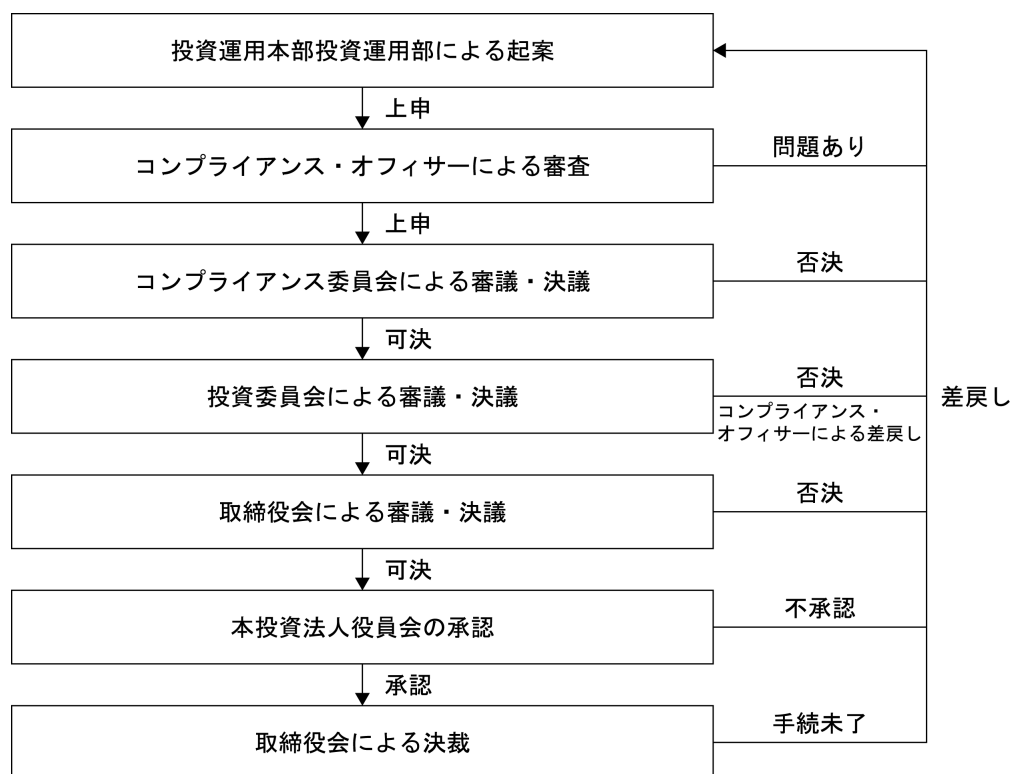 投資運用本部投資運用部による起案
上申
コンプライアンス・オフィサーによる審査
問題あり
上申
コンプライアンス委員会による審議・決議
否決
可決
投資委員会による審議・決議
否決
コンプライアンス・
オフィサーによる差戻し
差戻し
可決
取締役会による審議・決議
否決
可決
本投資法人役員会の承認
不承認
承認
取締役会による決裁
手続未了